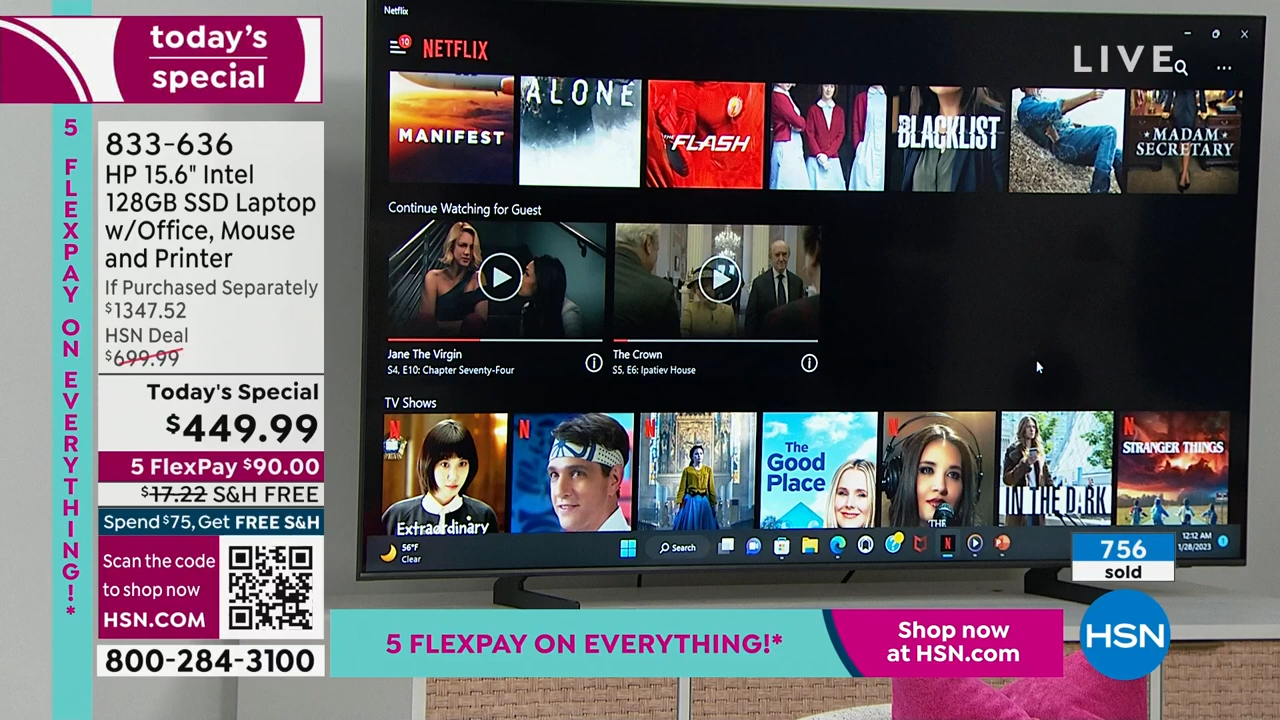 today's
special
5 FLEXPAY ON EVERYTHING!*
833-636
HP 15.6" Intel
128GB SSD Laptop
w/Office, Mouse
and Printer
If Purchased Separately
$1347.52
HSN Deal
$699.99
Today's Special
$449.99
5 FlexPay $90.00
$17.22 S&H FREE
Spend $75, Get FREE S&H
Scan the code
to shop now
HSN.COM
800-284-3100
Netflix
10
NETFLIX
LIVE
MANIFEST
ALONE
THE FLASH
BLACKLIST
MADAM
SECRETARY
Continue Watching for Guest
Jane The Virgin
S4, E10: Chapter Seventy-Four
The Crown
S5, E6: Ipatiev House
TV Shows
N
Extraordinary
N
N
The
Good
Place
N
THE
IN THE DARK
N
STRANGER THINGS
56°F
Clear
Search
N
12:12 AM
1/28/2023
756
sold
5 FLEXPAY ON EVERYTHING!*
Shop now
at HSN.com
HSN